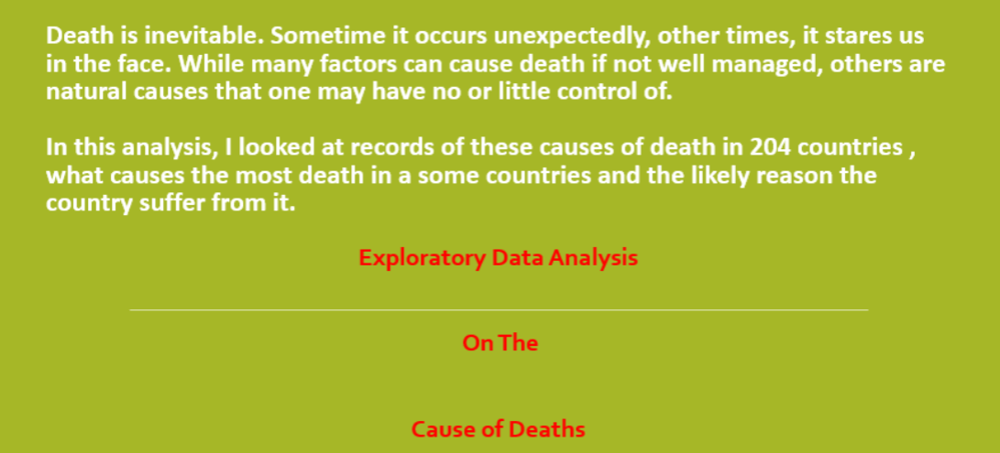 Death is inevitable. Sometime it occurs unexpectedly, other times, it stares us
in the face. While many factors can cause death if not well managed, others are
natural causes that one may have no or little control of.
In this analysis, I looked at records of these causes of death in 204 countries ,
what causes the most death in a some countries and the likely reason the
country suffer from it.
Exploratory Data Analysis
On The
Cause of Deaths